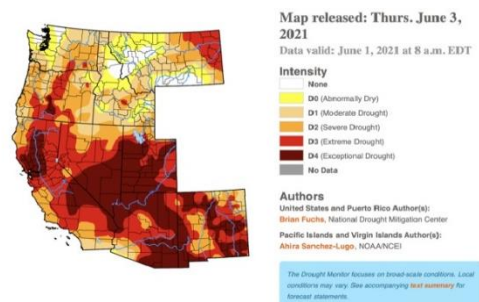 Map released: Thurs. June 3,
2021
Data valid: June 1, 2021 at 8 a.m. EDT
Intensity
None
D0 (Abnormally Dry)
D1 (Moderate Drought)
D2 (Severe Drought)
D3 (Extreme Drought)
D4 (Exceptional Drought)
No Data
Authors
United States and Puerto Rico Author(s):
Brian Fuchs, National Drought Mitigation Center
Pacific Islands and Virgin Islands Author(s):
Ahira Sanchez-Lugo, NOAA/NCEI
The Drought Monitor focuses on broad-scale conditions. Local
conditions may vary. See accompanying text summary for
forecast statements.